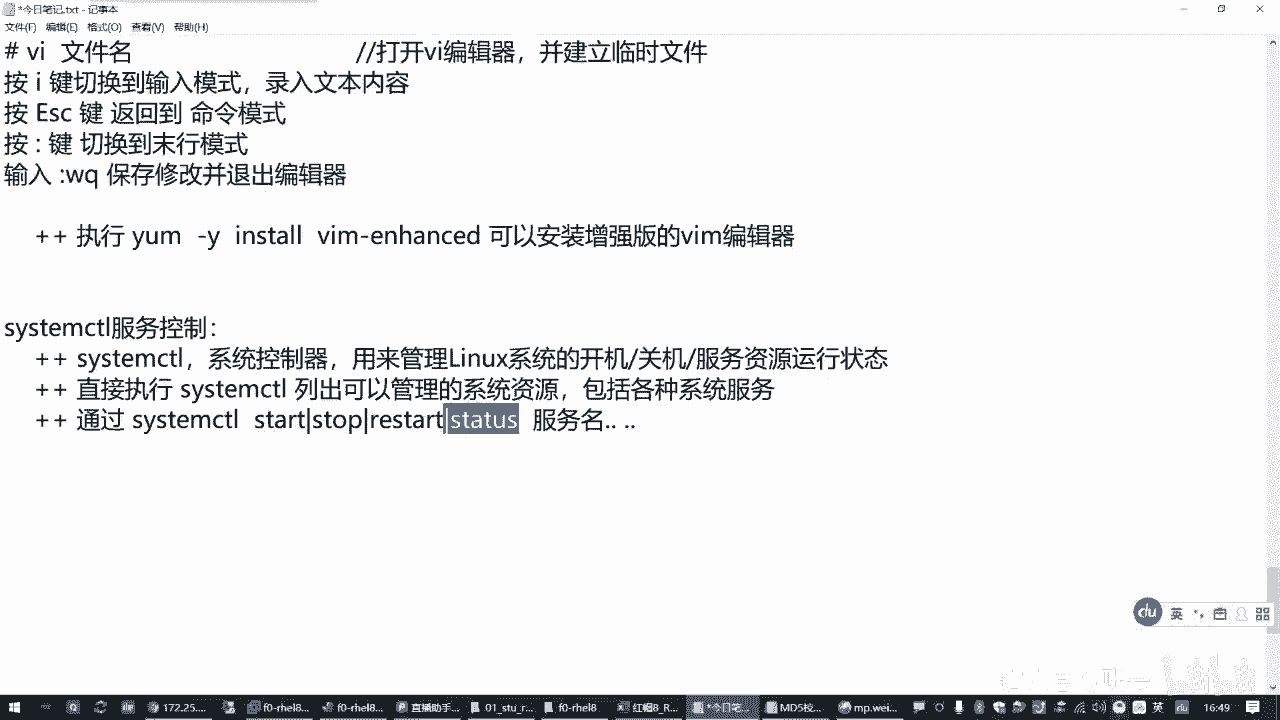 *今日笔记.txt - 记事本
文件(F) 编辑(E) 格式(O) 查看(V) 帮助(H)
# vi 文件名 //打开vi编辑器，并建立临时文件
按 i 键切换到输入模式，录入文本内容
按 Esc 键 返回到 命令模式
按 : 键 切换到末行模式
输入 :wq 保存修改并退出编辑器
++ 执行 yum -y install vim-enhanced 可以安装增强版的vim编辑器
systemctl服务控制：
++ systemctl，系统控制器，用来管理Linux系统的开机/关机/服务资源运行状态
++ 直接执行 systemctl 列出可以管理的系统资源，包括各种系统服务
++ 通过 systemctl start|stop|restart|status 服务名.. ..
du 英
172.25.... f0-rhel8... f0-rhel8... 直播助手... 01_stu_r... f0-rhel8 红帽8_R... *今日笔... MD5校... mp.wei... 英 du 16:49